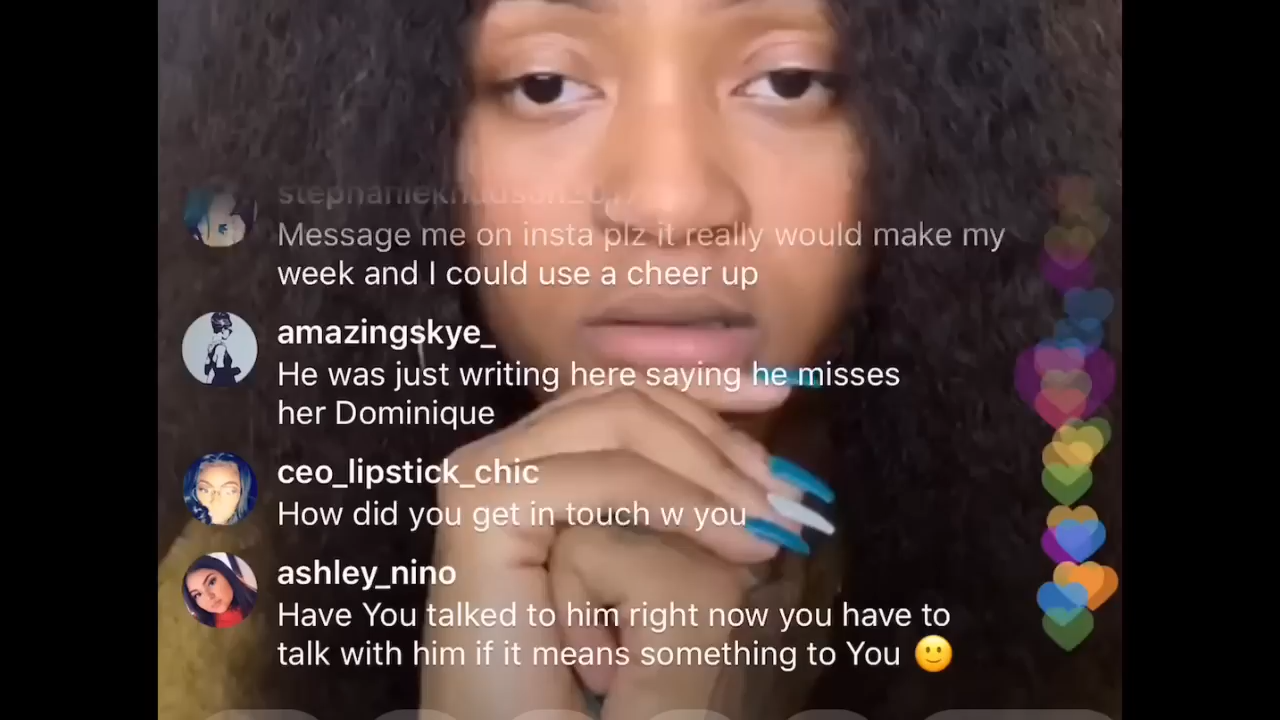 Message me on insta plz it really would make my
week and I could use a cheer up
amazingskye_
He was just writing here saying he misses
her Dominique
ceo_lipstick_chic
How did you get in touch w you
ashley_nino
Have You talked to him right now you have to
talk with him if it means something to You 🙂